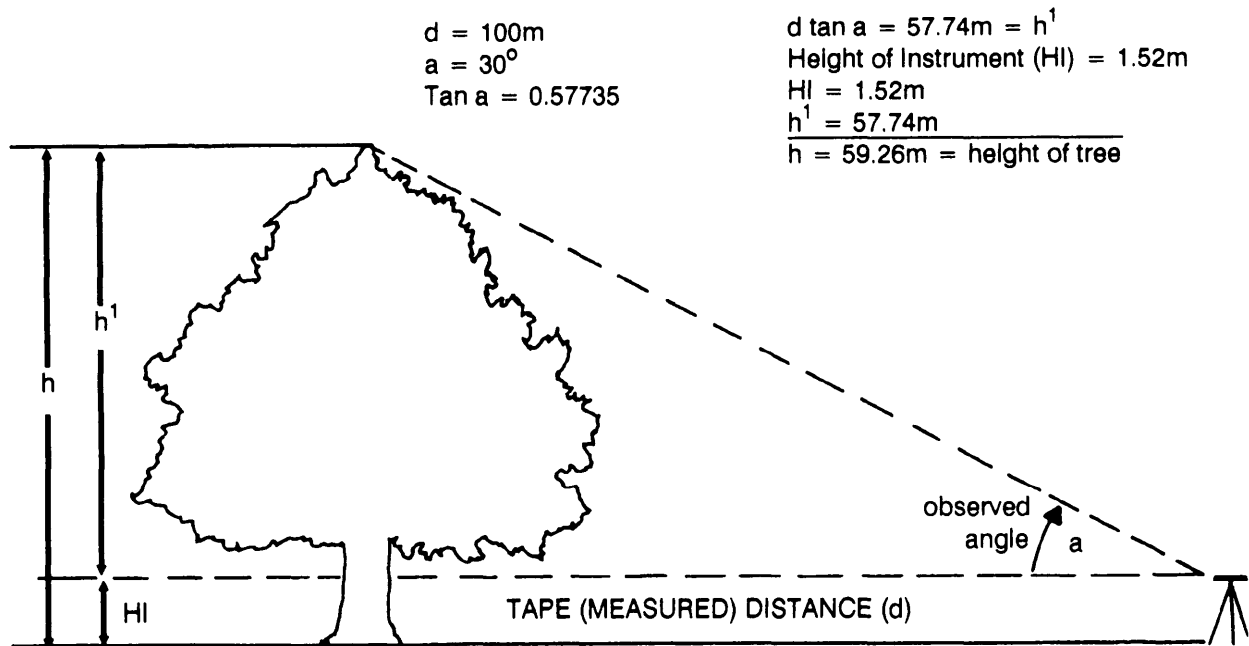 d = 100m
a = 30°
Tan a = 0.57735
d tan a = 57.74m = h¹
Height of Instrument (HI) = 1.52m
HI = 1.52m
h¹ = 57.74m
h = 59.26m = height of tree
h¹
h
HI
observed
angle
a
TAPE (MEASURED) DISTANCE (d)